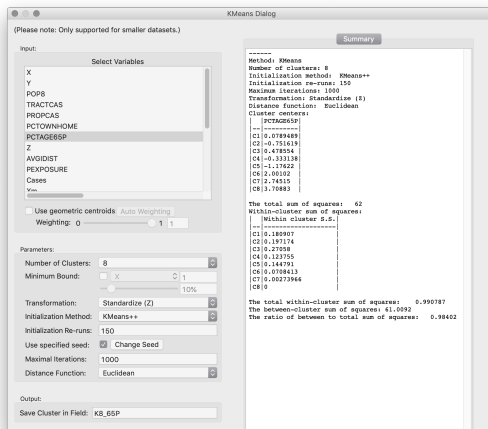 KMeans Dialog
(Please note: Only supported for smaller datasets.)
Input:
Select Variables
X
Y
POP8
TRACTCAS
PROPCAS
PCTOWNHOME
PCTAGE65P
Z
AVGIDIST
PEXPOSURE
Cases
Xm
Use geometric centroids Auto Weighting
Weighting: 0 1 1
Parameters:
Number of Clusters: 8
Minimum Bound: X 1
10%
Transformation: Standardize (Z)
Initialization Method: KMeans++
Initialization Re-runs: 150
Use specified seed: Change Seed
Maximal Iterations: 1000
Distance Function: Euclidean
Output:
Save Cluster in Field: K8_65P
Summary
------
Method: KMeans
Number of clusters: 8
Initialization method: KMeans++
Initialization re-runs: 150
Maximum iterations: 1000
Transformation: Standardize (Z)
Distance function: Euclidean
Cluster centers:
| |PCTAGE65P|
|--|---------|
|C1|0.0789489|
|C2|-0.751619|
|C3|0.478554 |
|C4|-0.333138|
|C5|-1.17622 |
|C6|2.00102 |
|C7|2.74515 |
|C8|3.70883 |
The total sum of squares: 62
Within-cluster sum of squares:
| |Within cluster S.S.|
|--|-------------------|
|C1|0.180907 |
|C2|0.197174 |
|C3|0.27058 |
|C4|0.123755 |
|C5|0.144791 |
|C6|0.0708413 |
|C7|0.00273966 |
|C8|0 |
The total within-cluster sum of squares: 0.990787
The between-cluster sum of squares: 61.0092
The ratio of between to total sum of squares: 0.98402